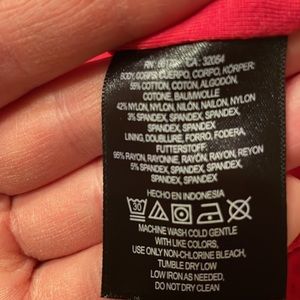 CA: 32054
BODY, CORPS, CUERPO, CORPO, KÖRPER:
55% COTTON, COTON, ALGODÓN,
COTONE, BAUMWOLLE
42% NYLON, NYLON, NILÓN, NAILON, NYLON
3% SPANDEX, SPANDEX, SPANDEX,
SPANDEX, SPANDEX
LINING, DOUBLURE, FORRO, FODERA,
FUTTERSTOFF:
95% RAYON, RAYONNE, RAYÓN, RAYON, REYON
5% SPANDEX, SPANDEX, SPANDEX,
SPANDEX, SPANDEX
HECHO EN INDONESIA
30
MACHINE WASH COLD GENTLE
WITH LIKE COLORS,
USE ONLY NON-CHLORINE BLEACH,
TUMBLE DRY LOW
LOW IRON AS NEEDED,
DO NOT DRY CLEAN